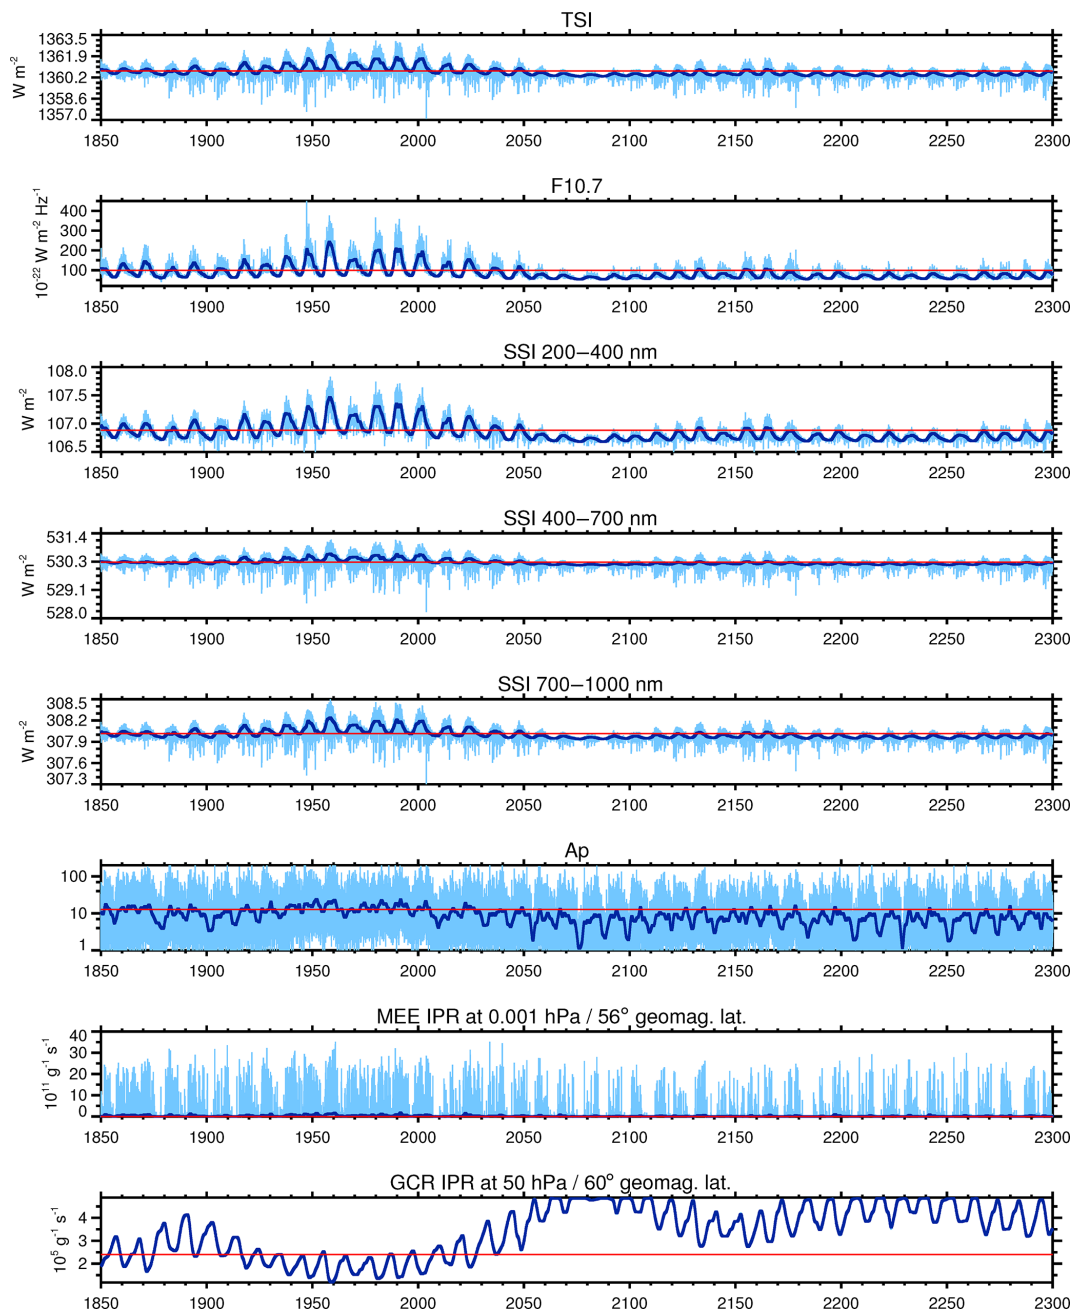 TSI
W m-2
1363.5
1361.9
1360.2
1358.6
1357.0
1850 1900 1950 2000 2050 2100 2150 2200 2250 2300
F10.7
10-22 W m-2 Hz-1
400
300
200
100
1850 1900 1950 2000 2050 2100 2150 2200 2250 2300
SSI 200−400 nm
W m-2
108.0
107.5
107.0
106.5
1850 1900 1950 2000 2050 2100 2150 2200 2250 2300
SSI 400−700 nm
W m-2
531.4
530.3
529.1
528.0
1850 1900 1950 2000 2050 2100 2150 2200 2250 2300
SSI 700−1000 nm
W m-2
308.5
308.2
307.9
307.6
307.3
1850 1900 1950 2000 2050 2100 2150 2200 2250 2300
Ap
100
10
1
1850 1900 1950 2000 2050 2100 2150 2200 2250 2300
MEE IPR at 0.001 hPa / 56° geomag. lat.
1011 g-1 s-1
40
30
20
10
0
1850 1900 1950 2000 2050 2100 2150 2200 2250 2300
GCR IPR at 50 hPa / 60° geomag. lat.
105 g-1 s-1
4
3
2
1850 1900 1950 2000 2050 2100 2150 2200 2250 2300